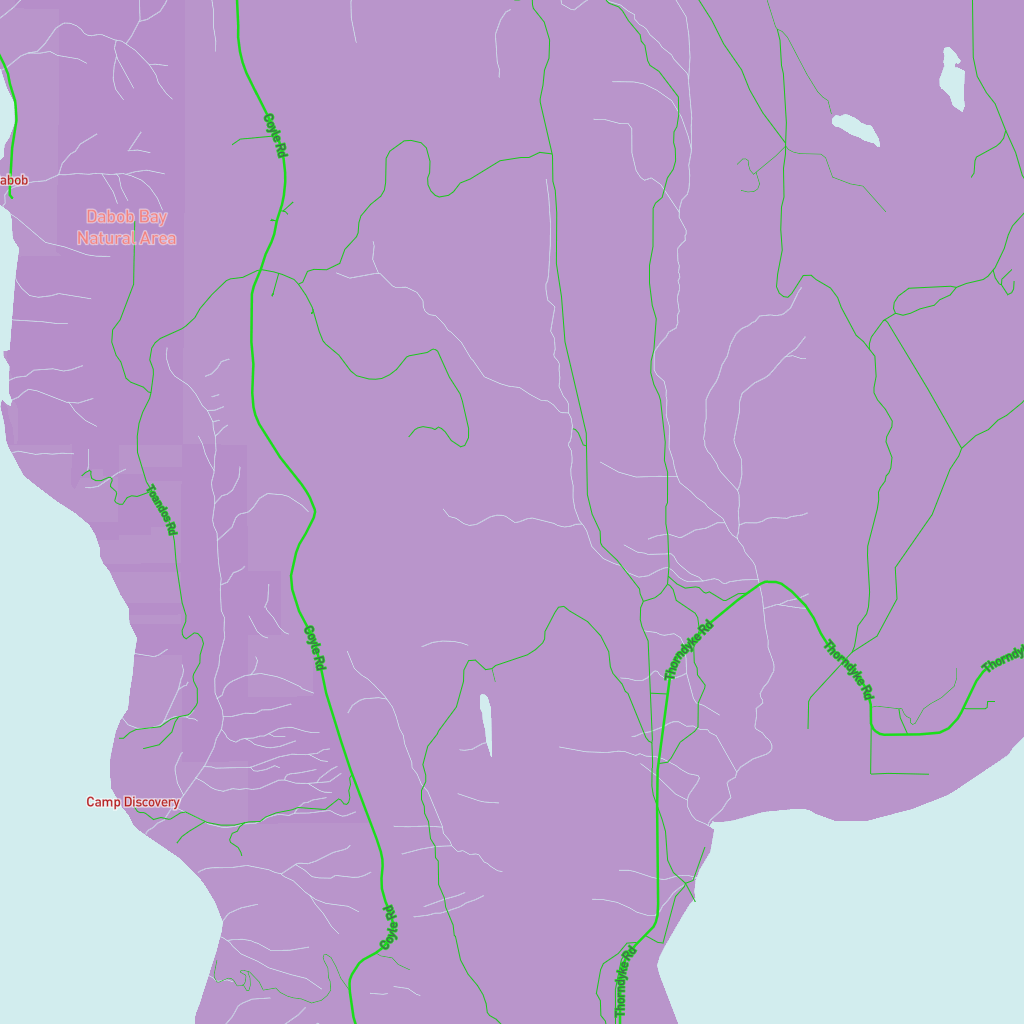 Coyle Rd
abob
Dabob Bay
Natural Area
Toandos Rd
Coyle Rd
Thorndyke Rd
Thorndyke Rd
Thorndy
Camp Discovery
Coyle Rd
Thorndyke Rd